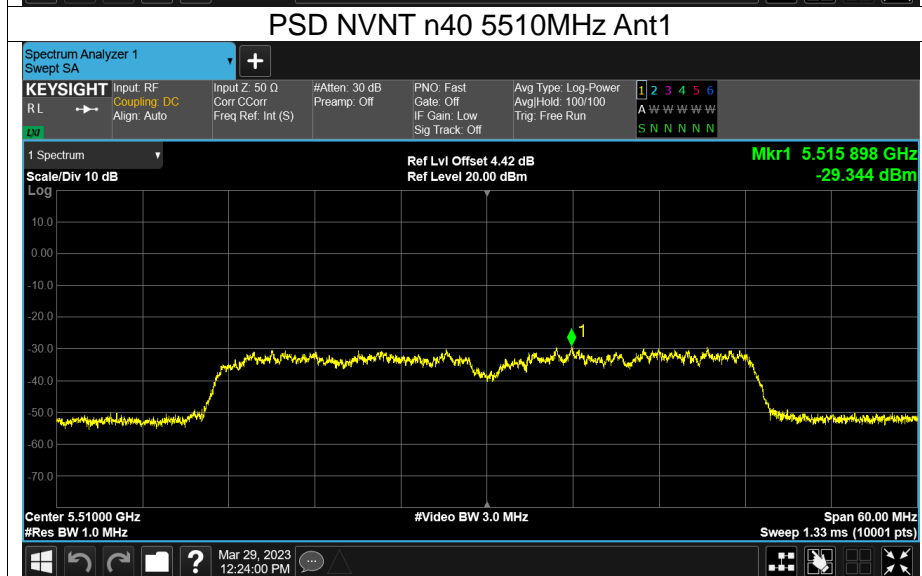 PSD NVNT n40 5510MHz Ant1
Spectrum Analyzer 1
Swept SA
+
KEYSIGHT
R L
LXI
Input: RF
Coupling: DC
Align: Auto
Input Z: 50 Ω
Corr CCorr
Freq Ref: Int (S)
#Atten: 30 dB
Preamp: Off
PNO: Fast
Gate: Off
IF Gain: Low
Sig Track: Off
Avg Type: Log-Power
Avg|Hold: 100/100
Trig: Free Run
1 2 3 4 5 6
A W W W W W
S N N N N N
1 Spectrum
Scale/Div 10 dB
Log
Ref Lvl Offset 4.42 dB
Ref Level 20.00 dBm
Mkr1 5.515 898 GHz
-29.344 dBm
10.0
0.00
-10.0
-20.0
-30.0
-40.0
-50.0
-60.0
-70.0
1
Center 5.51000 GHz
#Res BW 1.0 MHz
#Video BW 3.0 MHz
Span 60.00 MHz
Sweep 1.33 ms (10001 pts)
?
Mar 29, 2023
12:24:00 PM